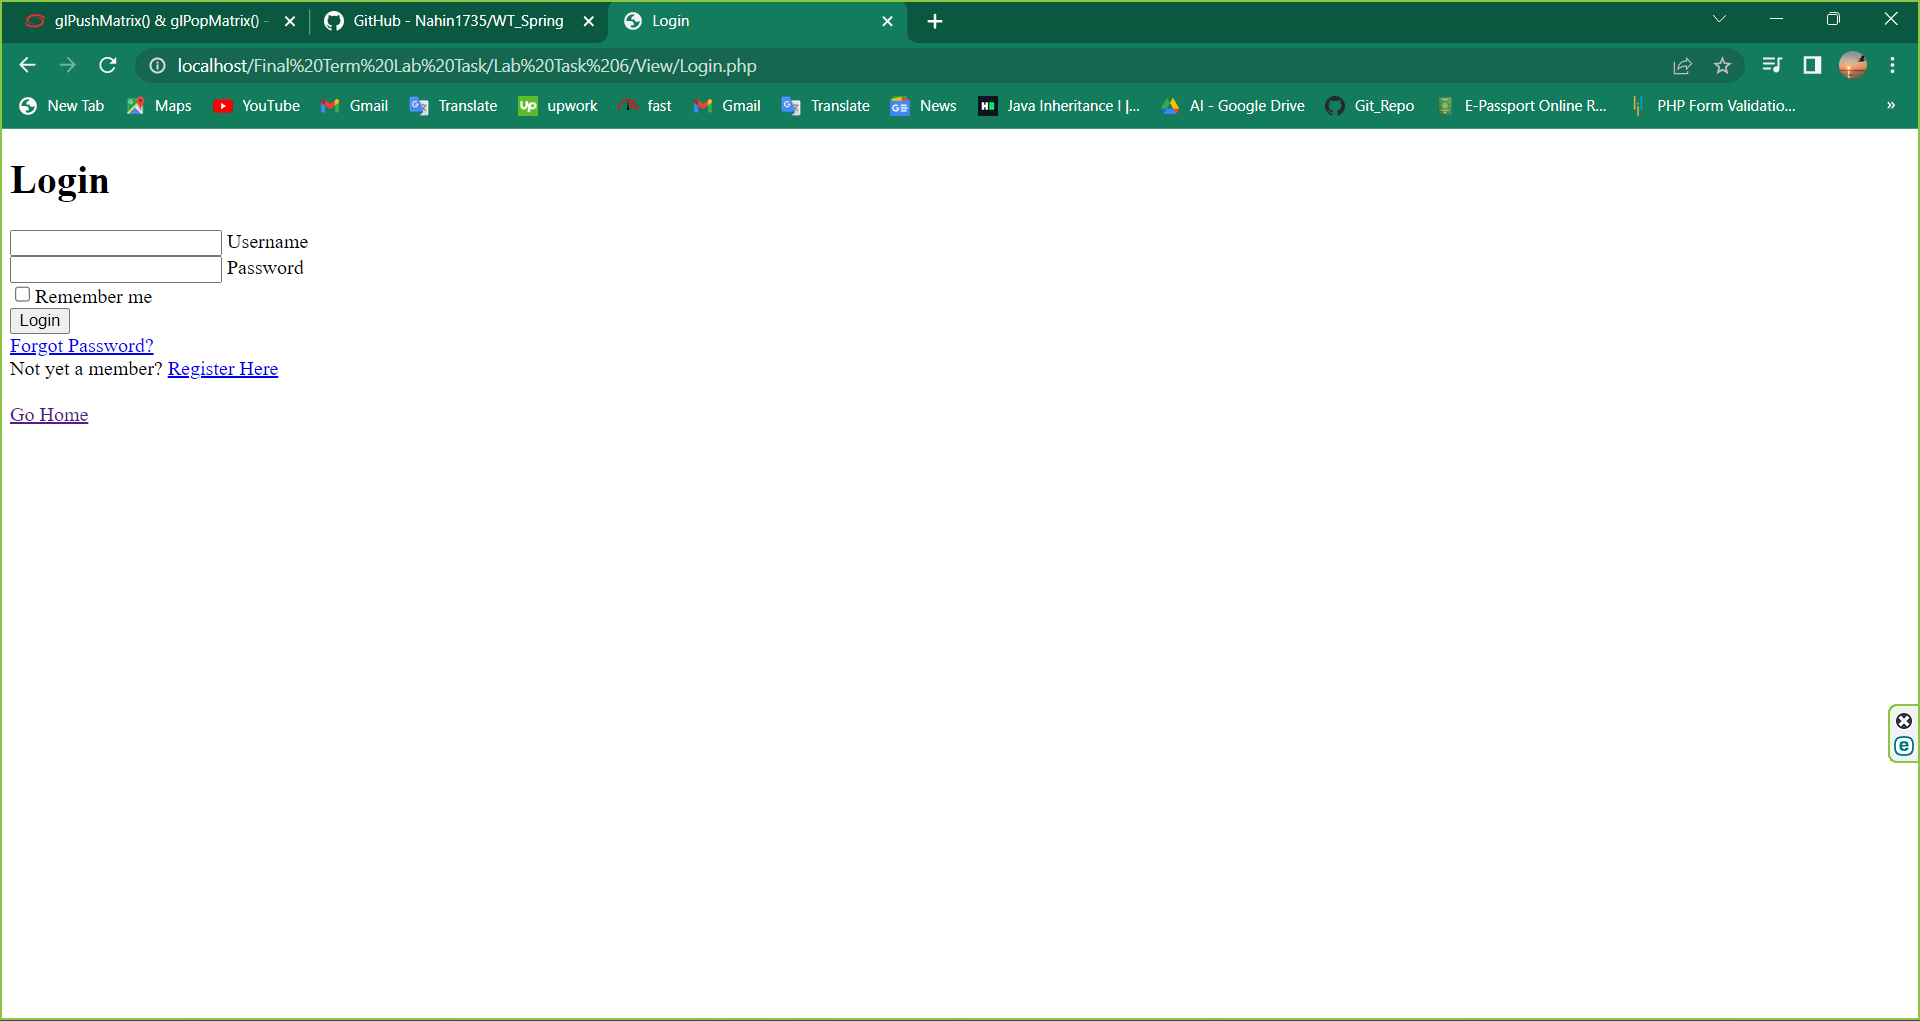 glPushMatrix() & glPopMatrix() -
GitHub - Nahin1735/WT_Spring
Login
localhost/Final%20Term%20Lab%20Task/Lab%20Task%206/View/Login.php
New Tab Maps YouTube Gmail Translate Up upwork fast Gmail Translate GE News H Java Inheritance I |... AI - Google Drive Git_Repo E-Passport Online R... PHP Form Validatio... »
Login
Username
Password
Remember me
Login
Forgot Password?
Not yet a member? Register Here
Go Home
e